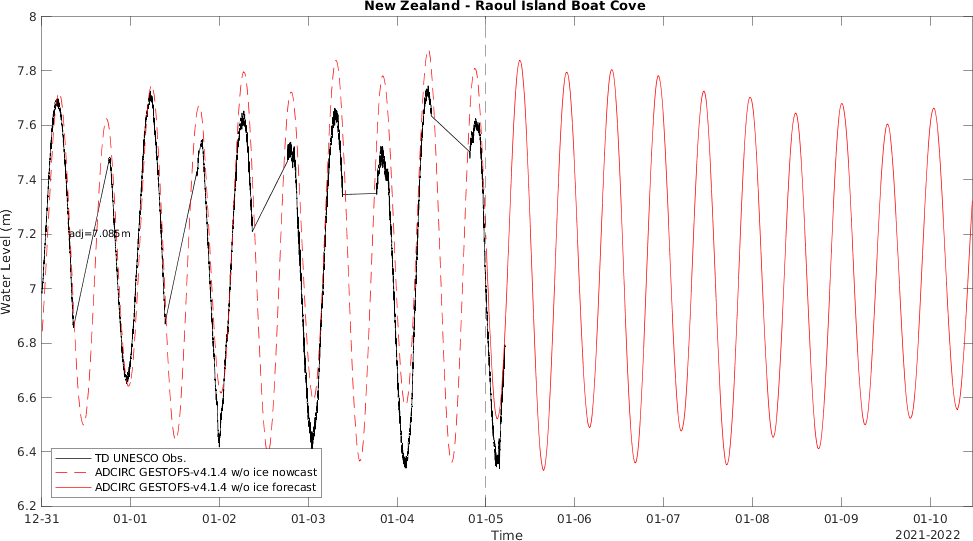 New Zealand - Raoul Island Boat Cove
Water Level (m)
8
7.8
7.6
7.4
7.2
7
6.8
6.6
6.4
6.2
adj=7.085m
TD UNESCO Obs.
ADCIRC GESTOFS-v4.1.4 w/o ice nowcast
ADCIRC GESTOFS-v4.1.4 w/o ice forecast
12-31 01-01 01-02 01-03 01-04 01-05 01-06 01-07 01-08 01-09 01-10
Time
2021-2022